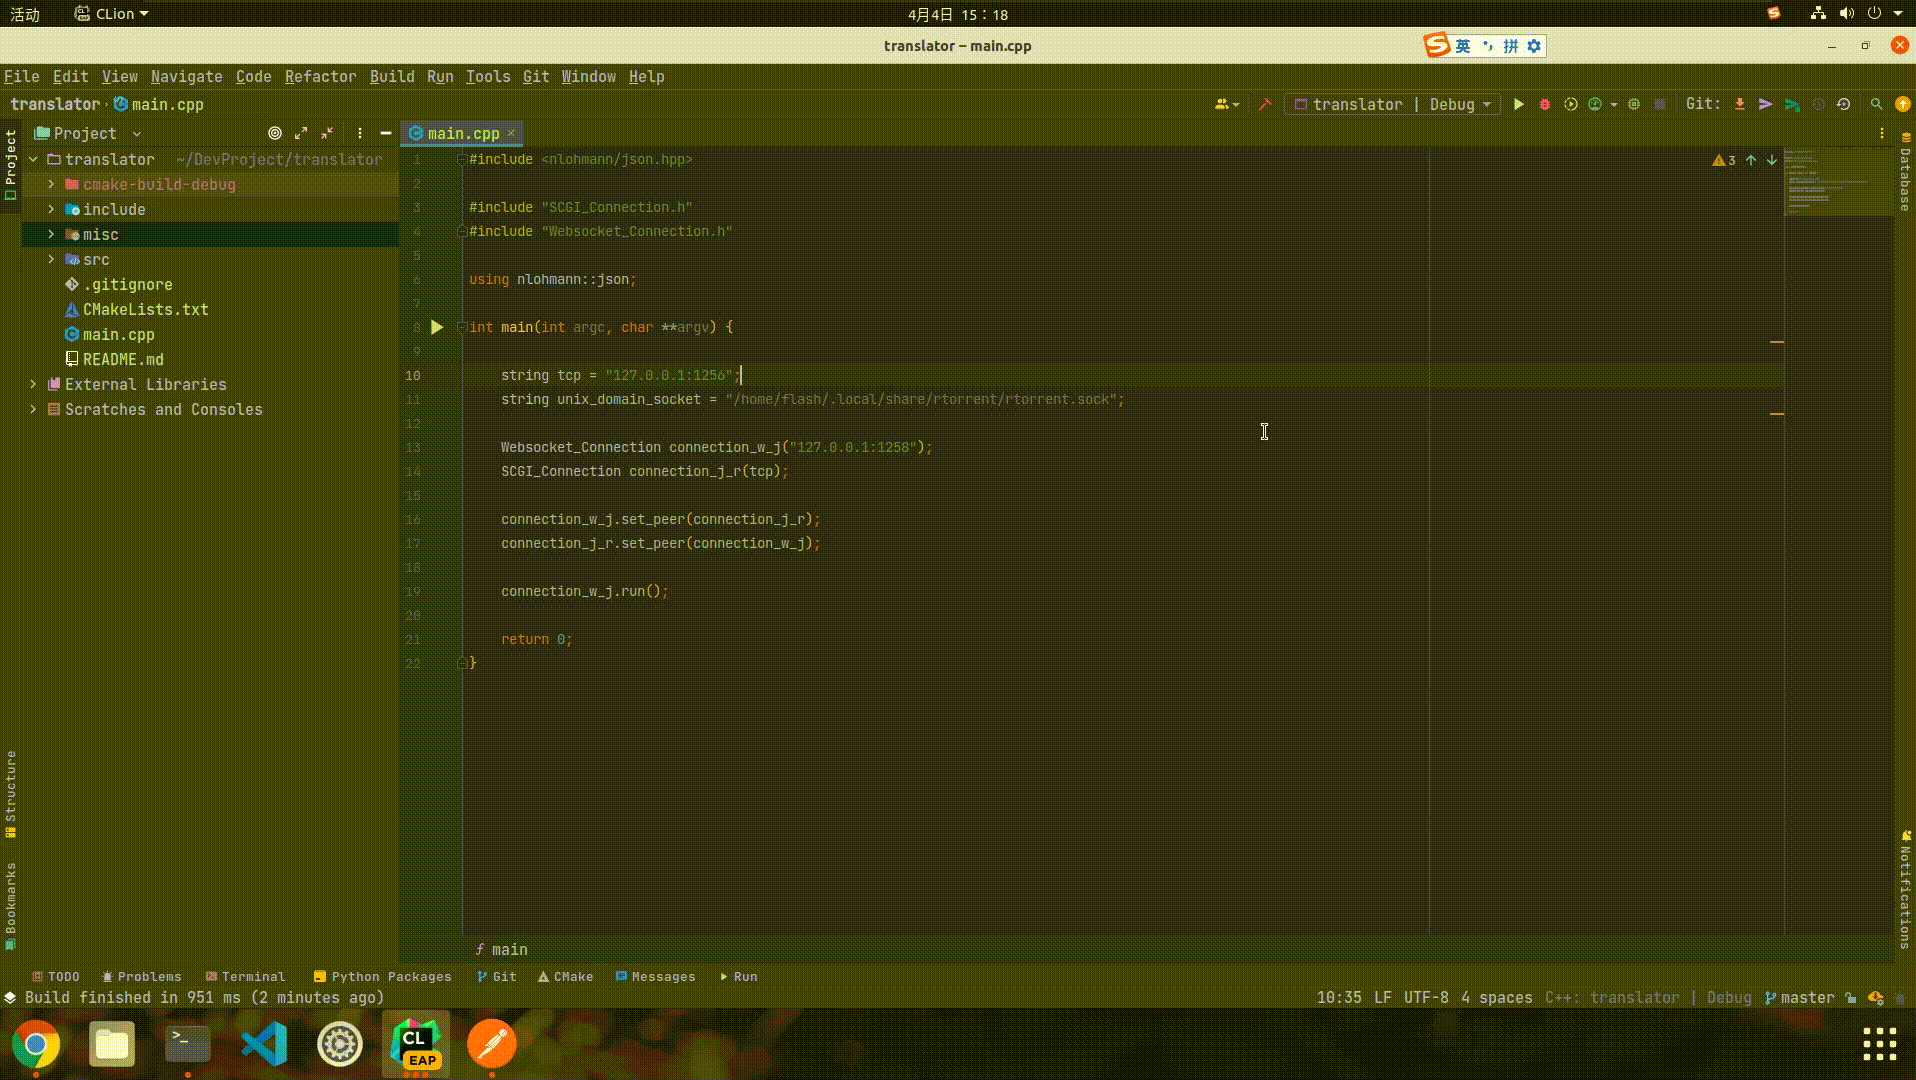 活动
CLion
4月4日 15：18
translator – main.cpp
英 拼
File Edit View Navigate Code Refactor Build Run Tools Git Window Help
translator main.cpp
translator | Debug
Git:
Project
Project
main.cpp
Database
translator ~/DevProject/translator
cmake-build-debug
include
misc
src
.gitignore
CMakeLists.txt
main.cpp
README.md
External Libraries
Scratches and Consoles
3
1 #include <nlohmann/json.hpp>
2
3 #include "SCGI_Connection.h"
4 #include "Websocket_Connection.h"
5
6 using nlohmann::json;
7
8 int main(int argc, char **argv) {
9
10 string tcp = "127.0.0.1:1256";
11 string unix_domain_socket = "/home/flash/.local/share/rtorrent/rtorrent.sock";
12
13 Websocket_Connection connection_w_j("127.0.0.1:1258");
14 SCGI_Connection connection_j_r(tcp);
15
16 connection_w_j.set_peer(connection_j_r);
17 connection_j_r.set_peer(connection_w_j);
18
19 connection_w_j.run();
20
21 return 0;
22 }
Structure
Bookmarks
Notifications
f main
TODO Problems Terminal Python Packages Git CMake Messages Run
Build finished in 951 ms (2 minutes ago)
10:35 LF UTF-8 4 spaces C++: translator | Debug master
>_
CL
EAP